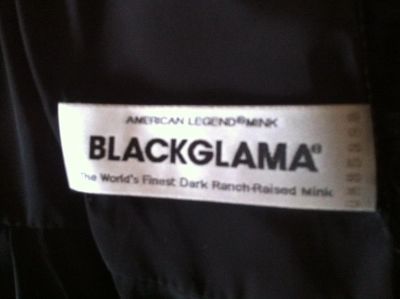 AMERICAN LEGEND® MINK
BLACKGLAMA®
The World's Finest Dark Ranch-Raised Mink